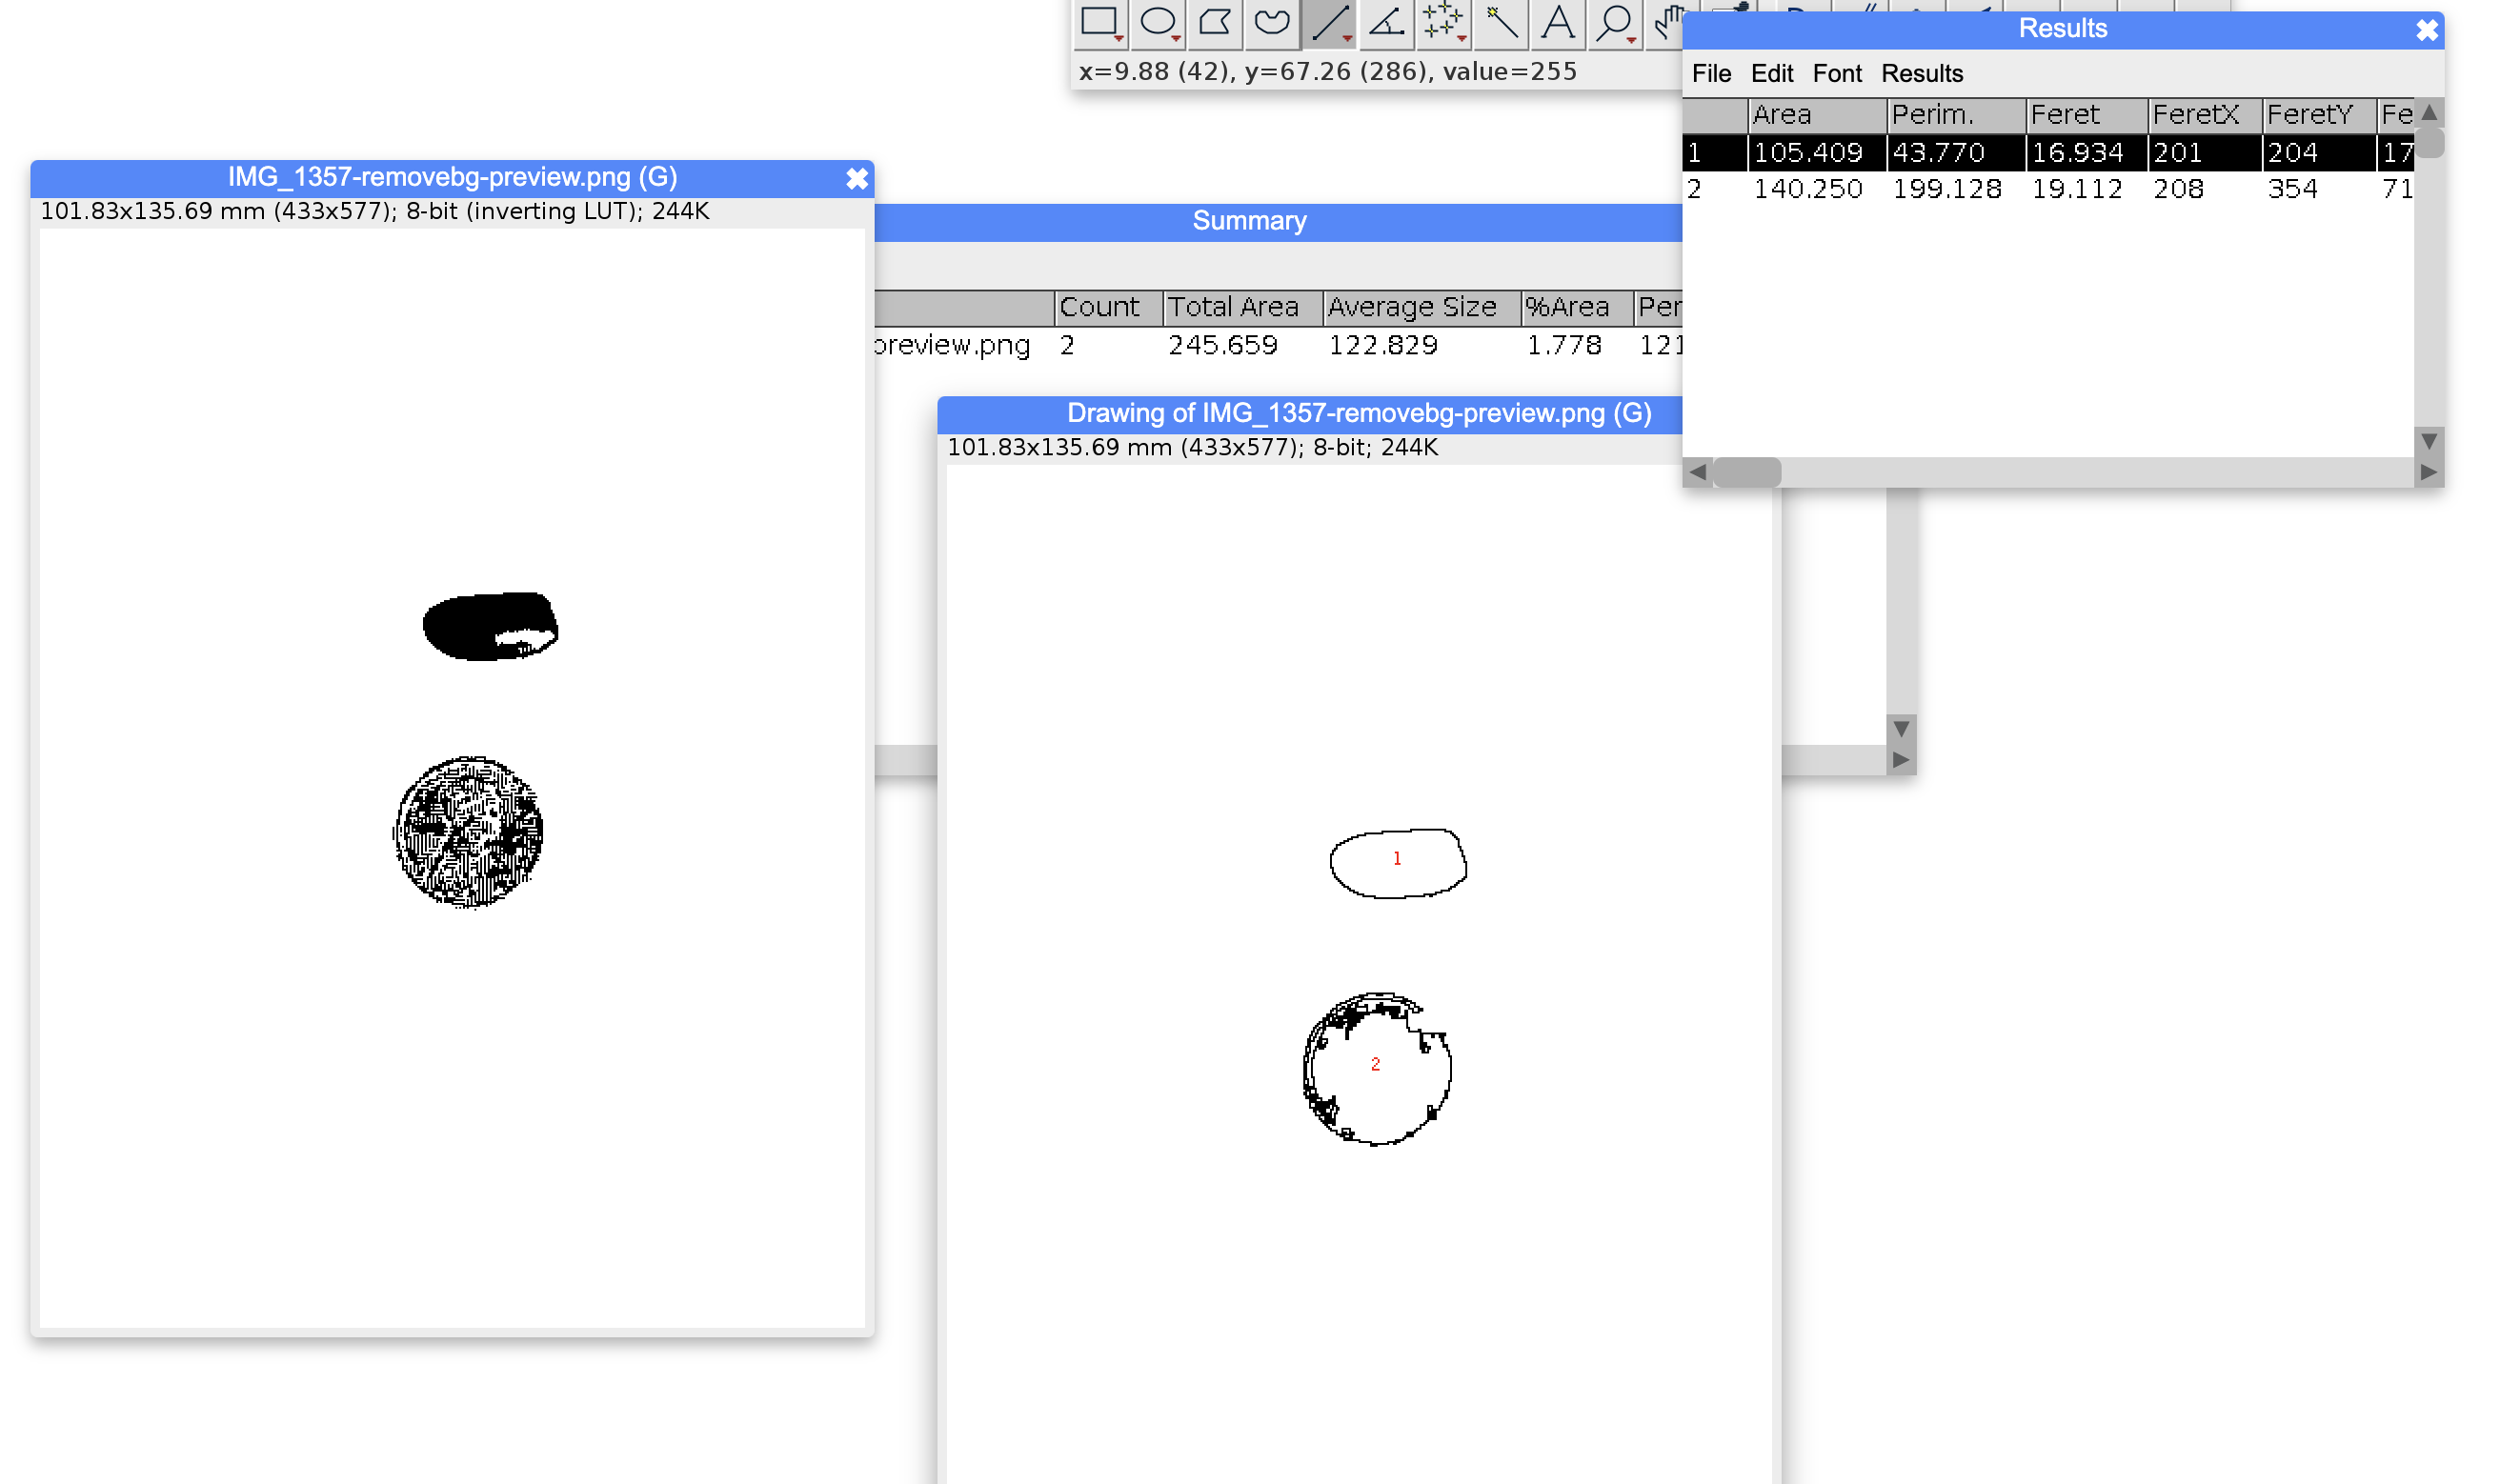 x=9.88 (42), y=67.26 (286), value=255
Results
File Edit Font Results
Area Perim. Feret FeretX FeretY Fe
1 105.409 43.770 16.934 201 204 17
2 140.250 199.128 19.112 208 354 71
IMG_1357-removebg-preview.png (G)
101.83x135.69 mm (433x577); 8-bit (inverting LUT); 244K
Summary
Count Total Area Average Size %Area Per
preview.png 2 245.659 122.829 1.778 121
Drawing of IMG_1357-removebg-preview.png (G)
101.83x135.69 mm (433x577); 8-bit; 244K
1
2